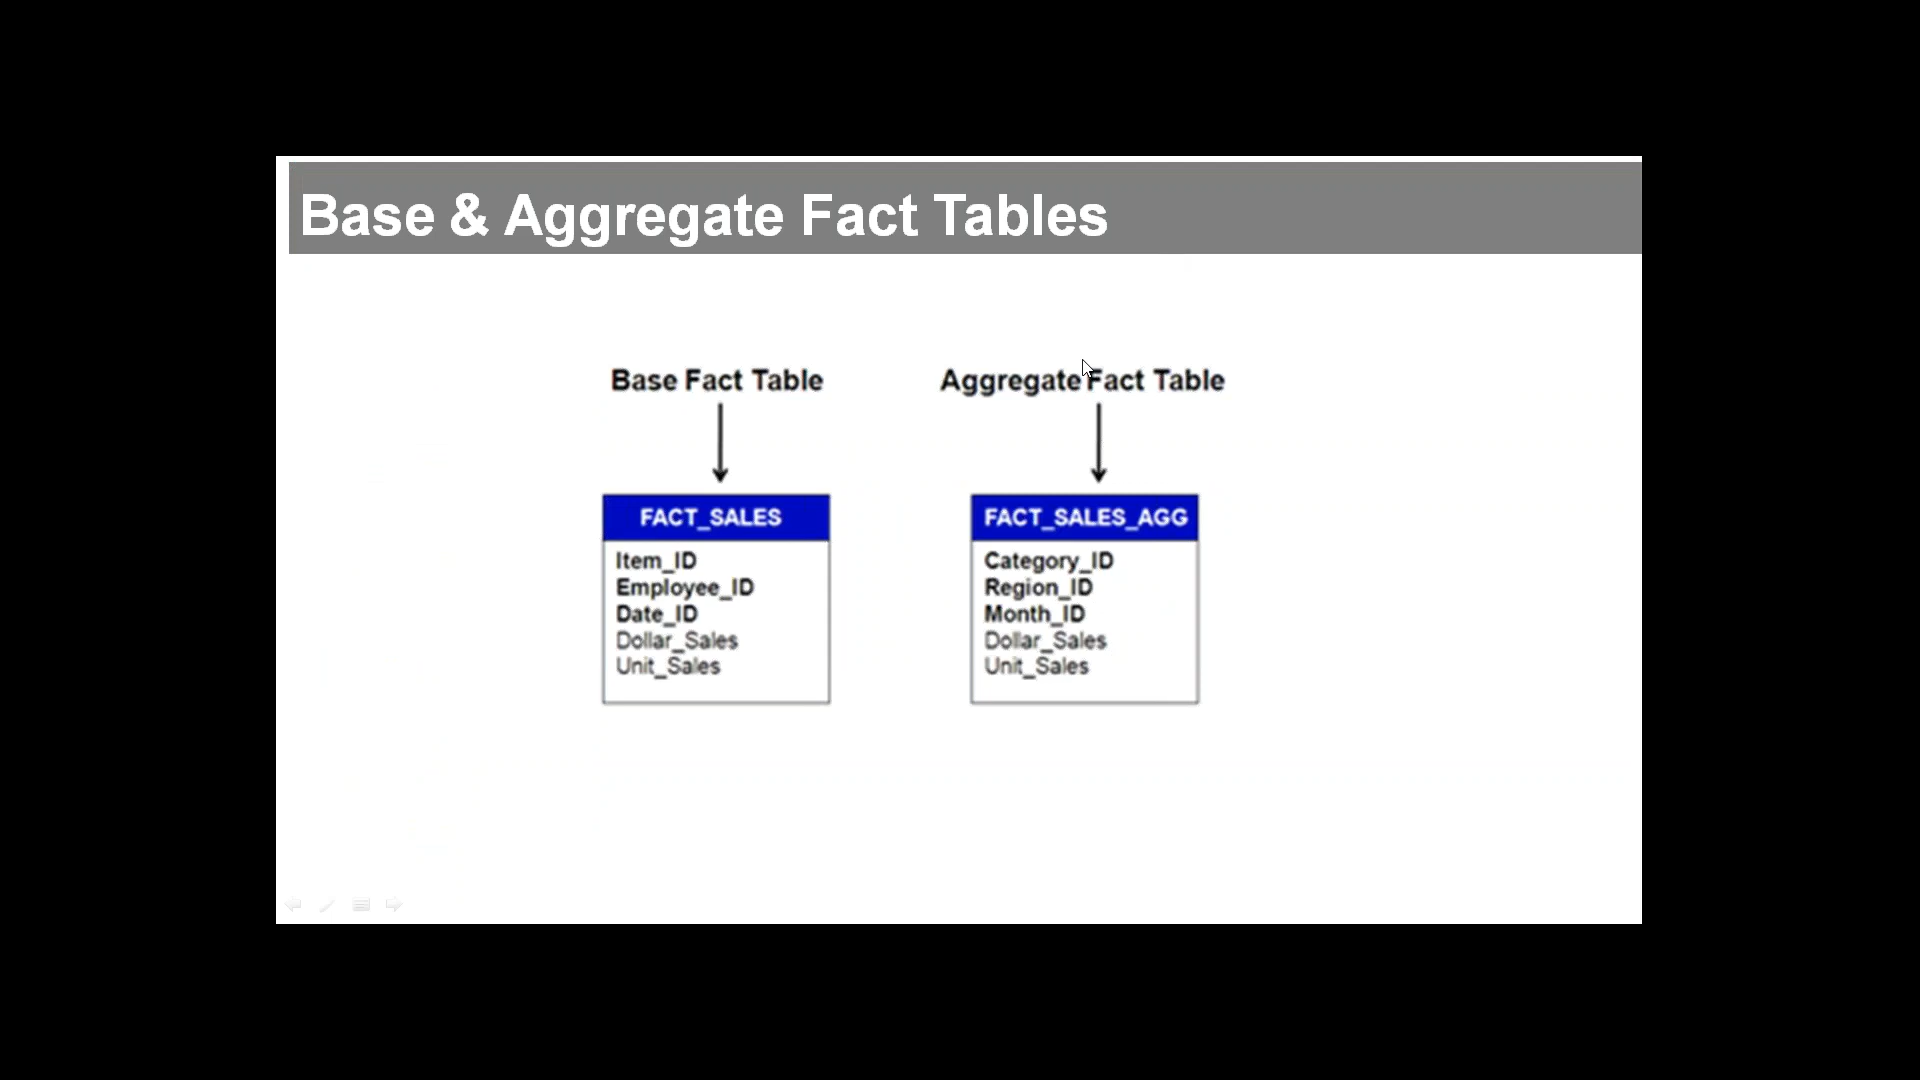 Base & Aggregate Fact Tables
Base Fact Table
Aggregate Fact Table
FACT_SALES
Item_ID
Employee_ID
Date_ID
Dollar_Sales
Unit_Sales
FACT_SALES_AGG
Category_ID
Region_ID
Month_ID
Dollar_Sales
Unit_Sales